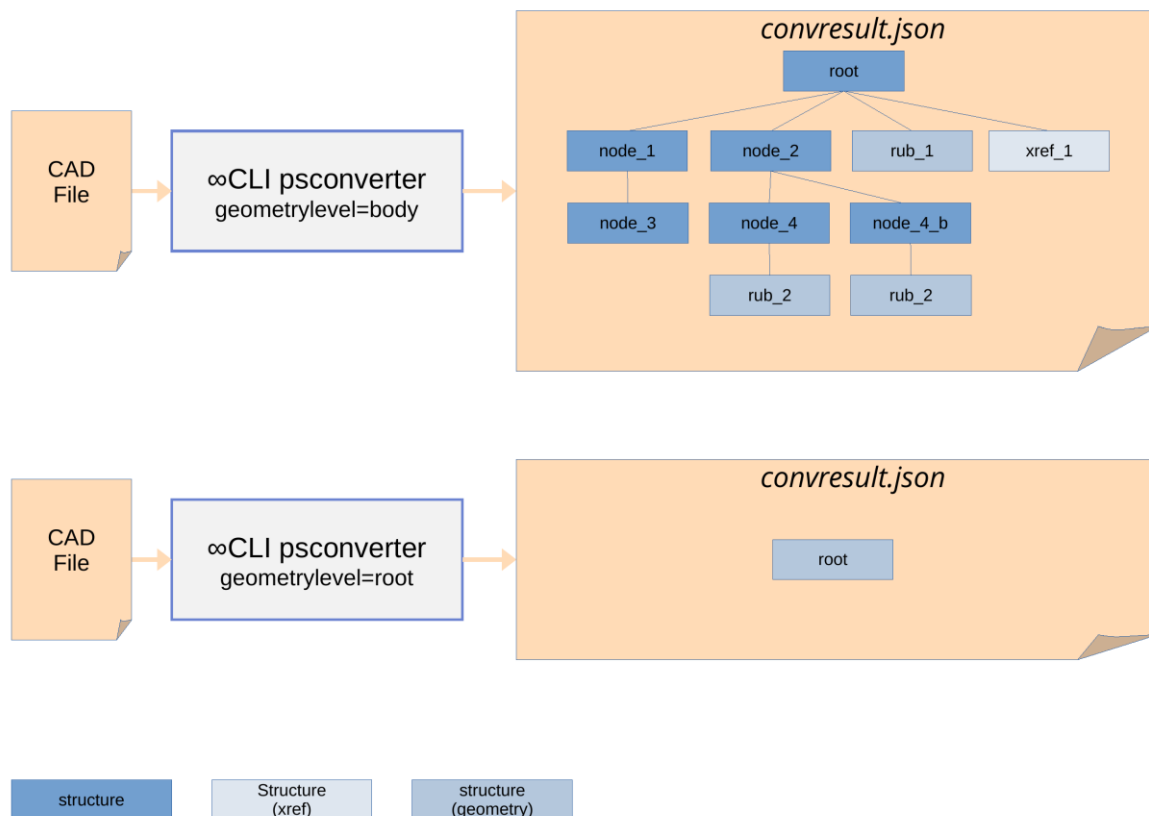 convresult.json
root
CAD
File
∞CLI psconverter
geometrylevel=body
node_1
node_2
rub_1
xref_1
node_3
node_4
node_4_b
rub_2
rub_2
convresult.json
CAD
File
∞CLI psconverter
geometrylevel=root
root
structure
Structure
(xref)
structure
(geometry)